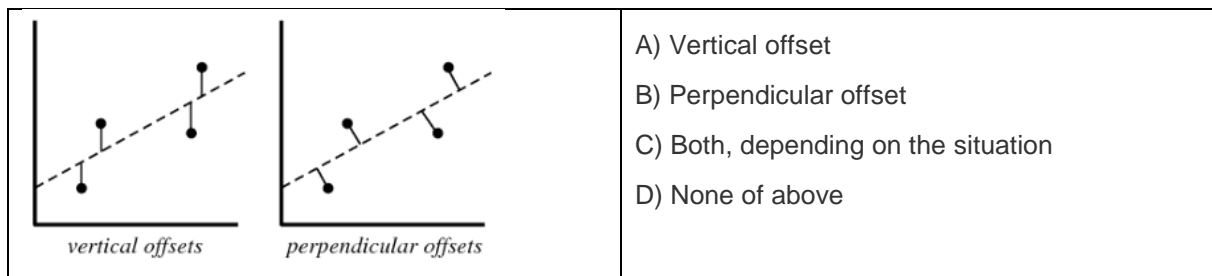 vertical offsets
perpendicular offsets
A) Vertical offset
B) Perpendicular offset
C) Both, depending on the situation
D) None of above